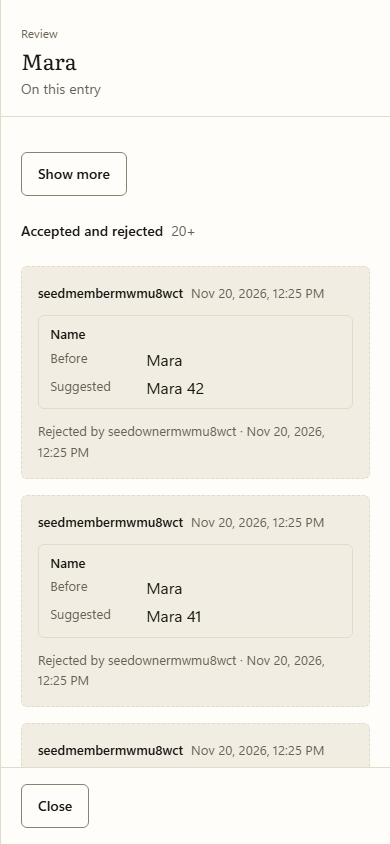 Review
Mara
On this entry
Show more
Accepted and rejected 20+
seedmembermwmu8wct Nov 20, 2026, 12:25 PM
Name
Before Mara
Suggested Mara 42
Rejected by seedownermwmu8wct · Nov 20, 2026,
12:25 PM
seedmembermwmu8wct Nov 20, 2026, 12:25 PM
Name
Before Mara
Suggested Mara 41
Rejected by seedownermwmu8wct · Nov 20, 2026,
12:25 PM
seedmembermwmu8wct Nov 20, 2026, 12:25 PM
Close